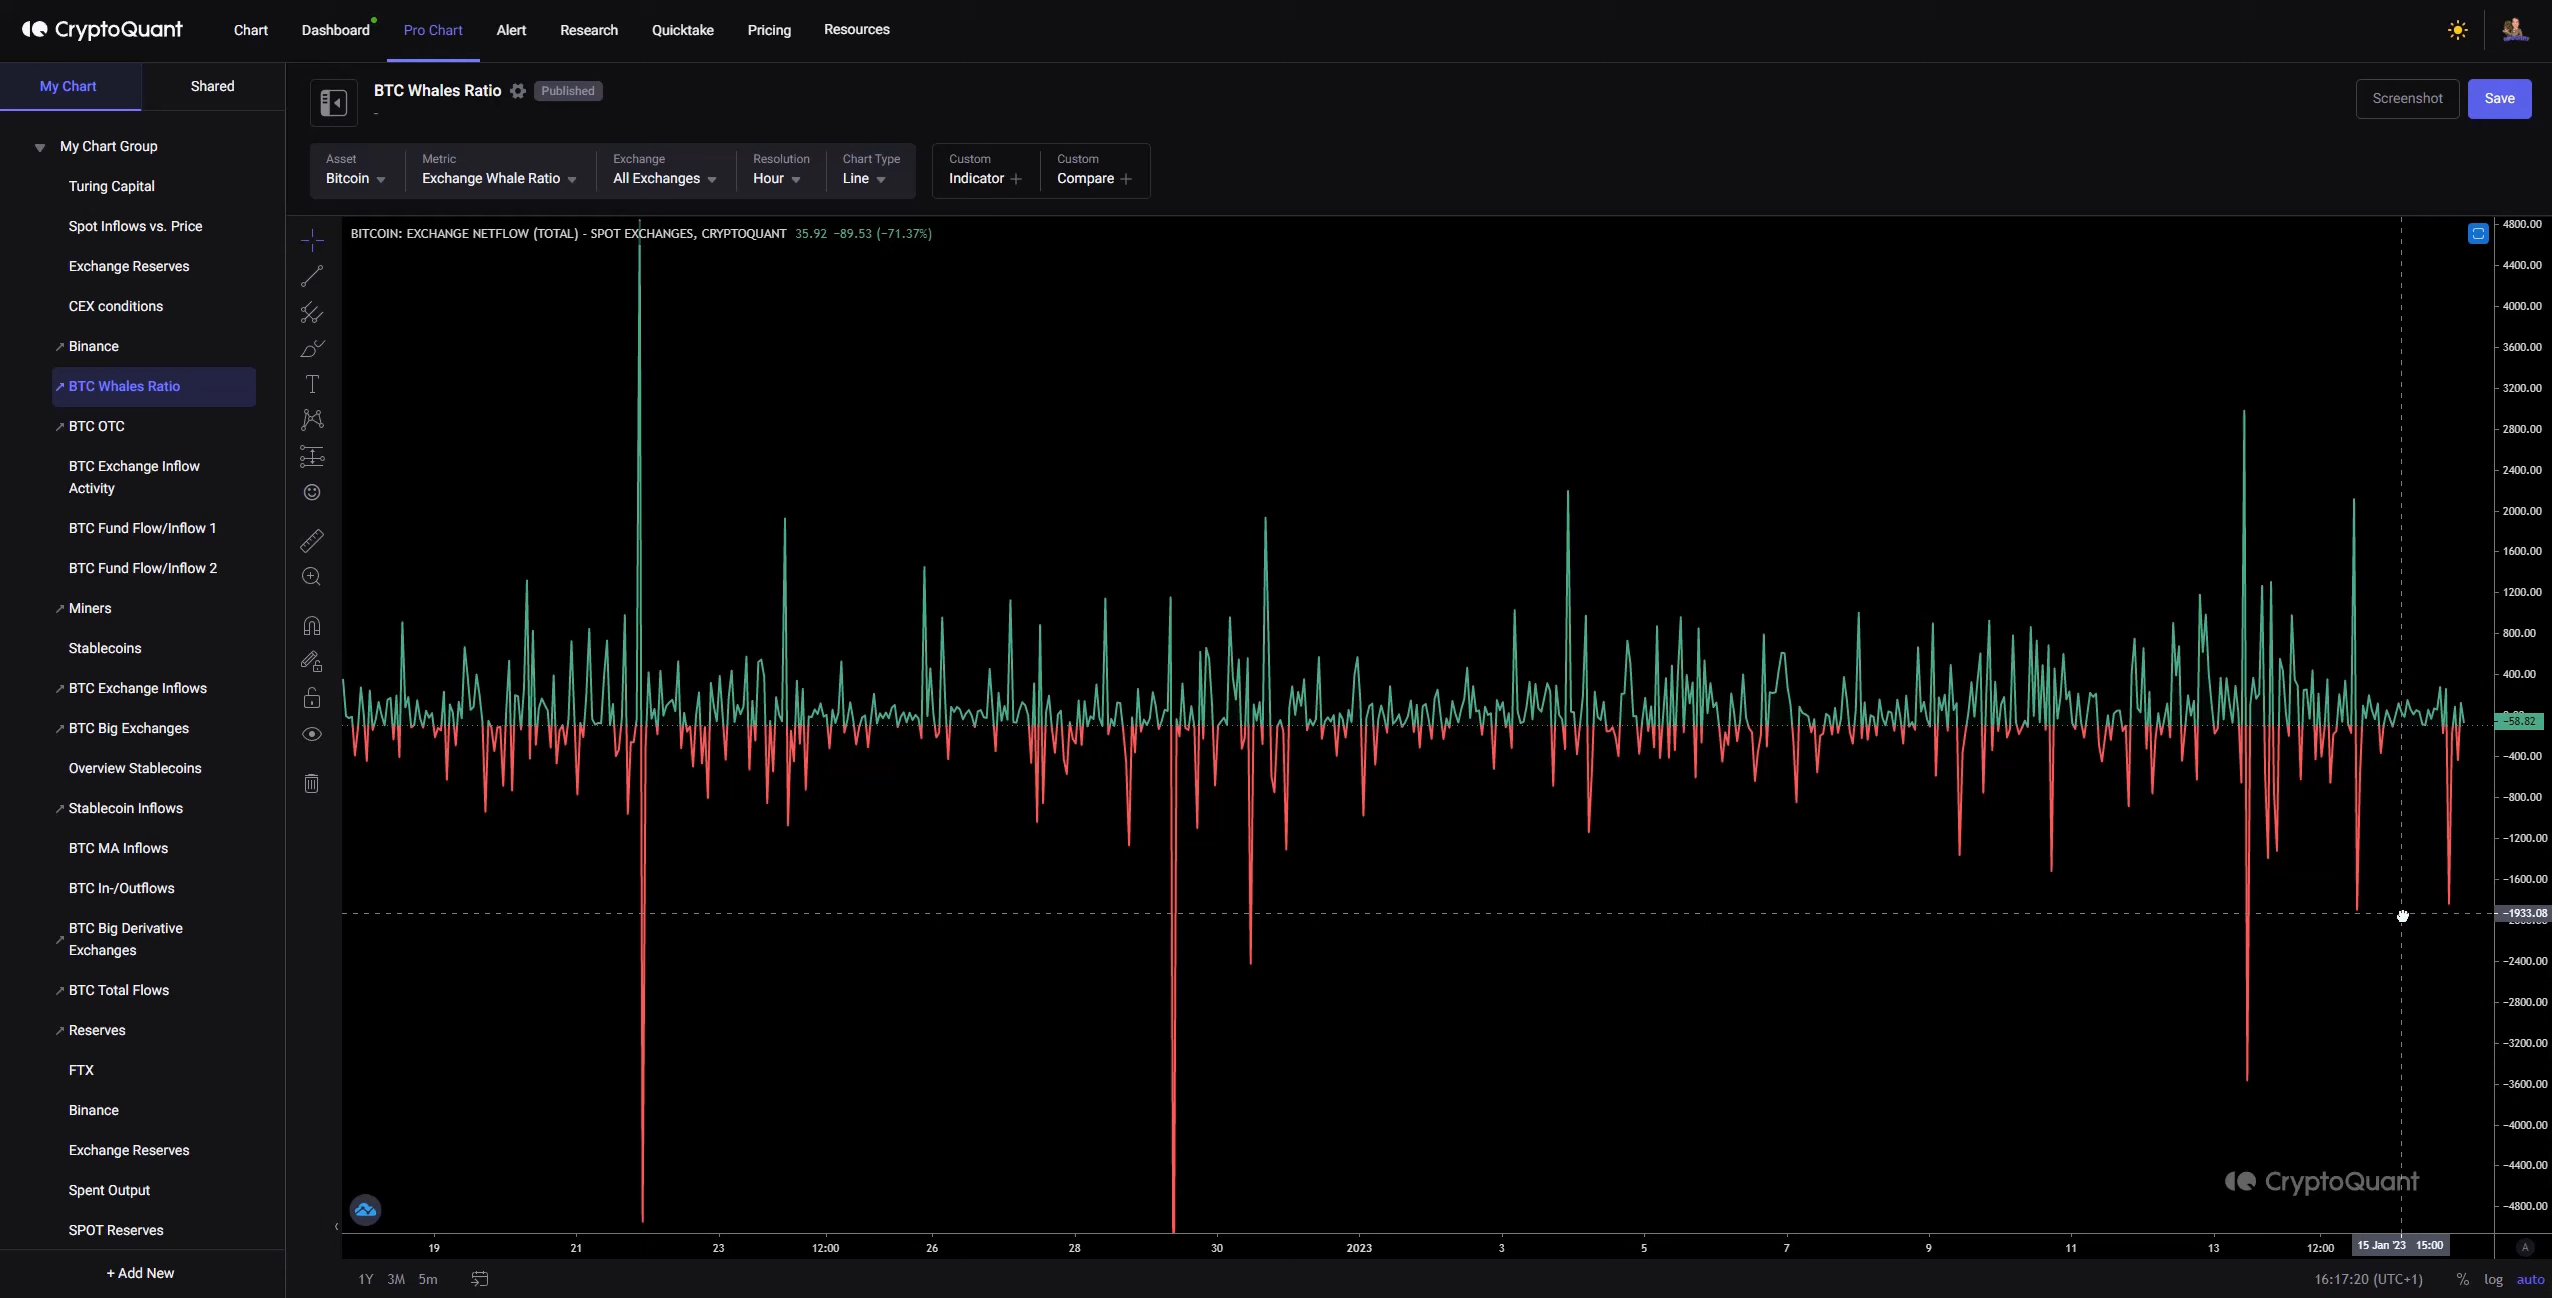 CryptoQuant
Chart
Dashboard
Pro Chart
Alert
Research
Quicktake
Pricing
Resources
My Chart
Shared
My Chart Group
Turing Capital
Spot Inflows vs. Price
Exchange Reserves
CEX conditions
Binance
BTC Whales Ratio
BTC OTC
BTC Exchange Inflow
Activity
BTC Fund Flow/Inflow 1
BTC Fund Flow/Inflow 2
Miners
Stablecoins
BTC Exchange Inflows
BTC Big Exchanges
Overview Stablecoins
Stablecoin Inflows
BTC MA Inflows
BTC In-/Outflows
BTC Big Derivative
Exchanges
BTC Total Flows
Reserves
FTX
Binance
Exchange Reserves
Spent Output
SPOT Reserves
+ Add New
BTC Whales Ratio
Published
-
Screenshot
Save
Asset
Bitcoin
Metric
Exchange Whale Ratio
Exchange
All Exchanges
Resolution
Hour
Chart Type
Line
Custom
Indicator +
Custom
Compare +
BITCOIN: EXCHANGE NETFLOW (TOTAL) - SPOT EXCHANGES, CRYPTOQUANT 35.92 −89.53 (−71.37%)
4800.00
4400.00
4000.00
3600.00
3200.00
2800.00
2400.00
2000.00
1600.00
1200.00
800.00
400.00
−58.82
−400.00
−800.00
−1200.00
−1600.00
−1933.08
−2400.00
−2800.00
−3200.00
−3600.00
−4000.00
−4400.00
−4800.00
CryptoQuant
19
21
23
12:00
26
28
30
2023
3
5
7
9
11
13
12:00
15 Jan '23 15:00
A
1Y
3M
5m
16:17:20 (UTC+1)
%
log
auto